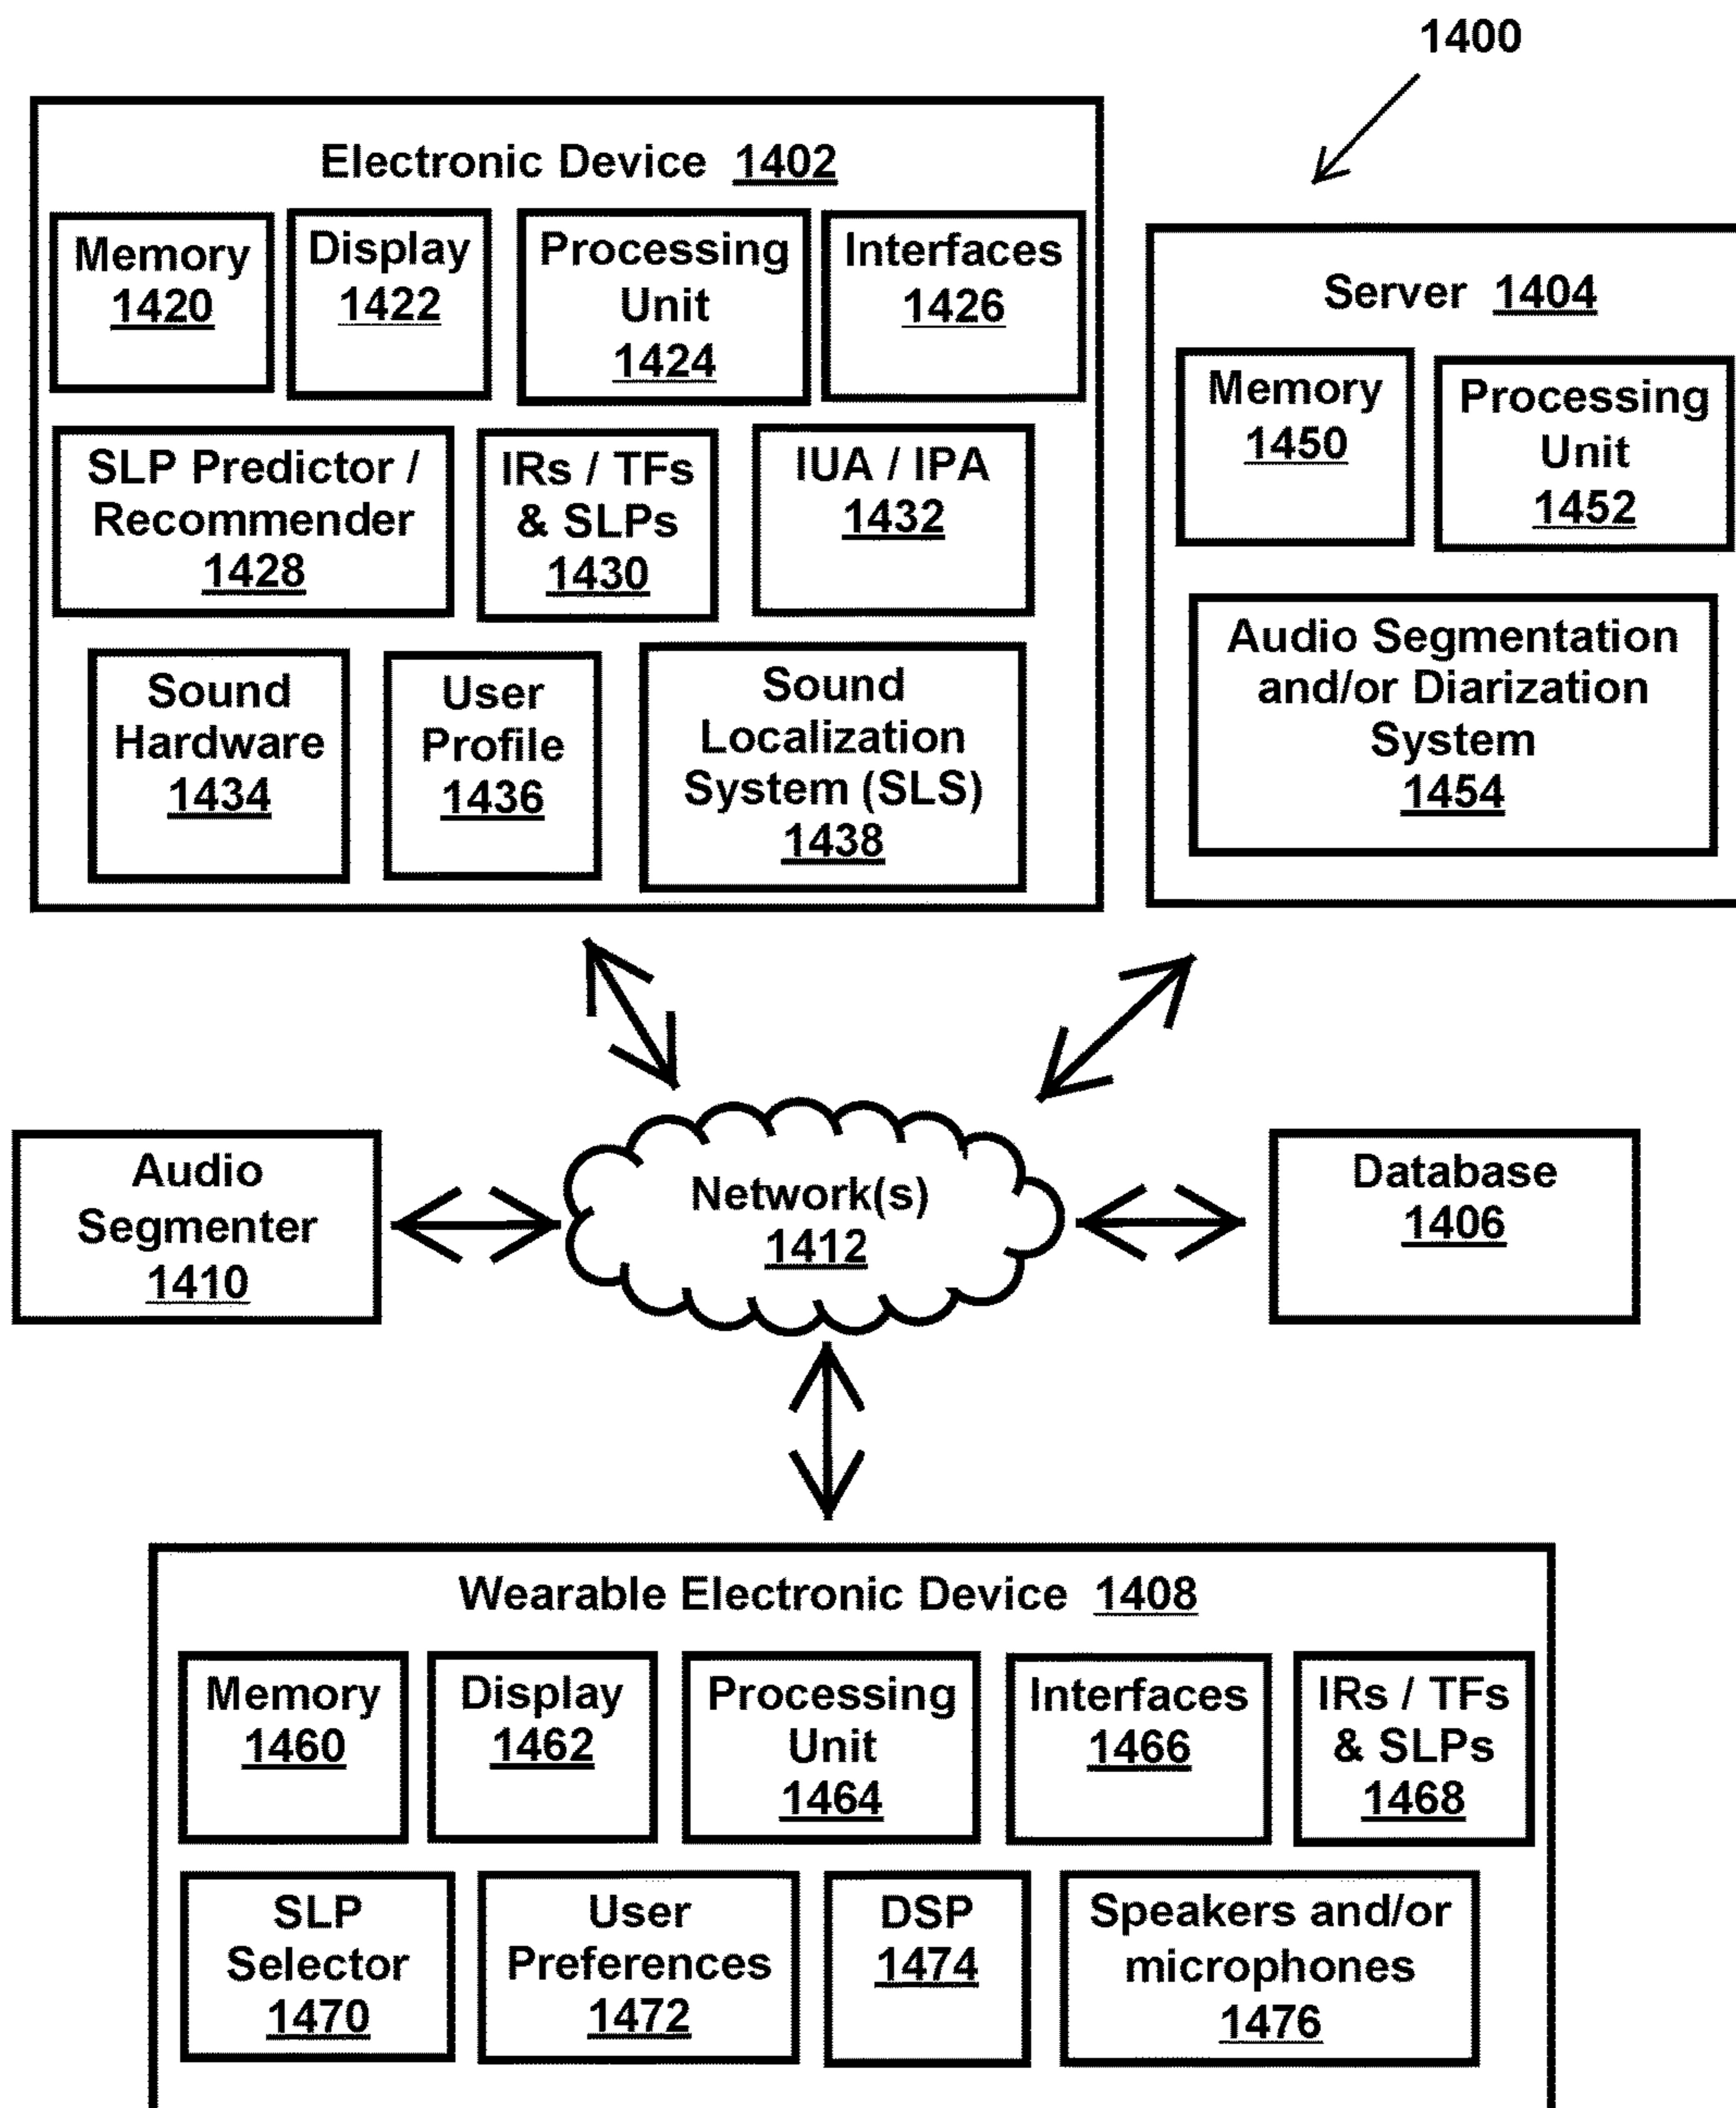 1400
Electronic Device 1402
Memory
1420
Display
1422
Processing
Unit
1424
Interfaces
1426
SLP Predictor /
Recommender
1428
IRs / TFs
& SLPs
1430
IUA / IPA
1432
Sound
Hardware
1434
User
Profile
1436
Sound
Localization
System (SLS)
1438
Server 1404
Memory
1450
Processing
Unit
1452
Audio Segmentation
and/or Diarization
System
1454
Audio
Segmenter
1410
Network(s)
1412
Database
1406
Wearable Electronic Device 1408
Memory
1460
Display
1462
Processing
Unit
1464
Interfaces
1466
IRs / TFs
& SLPs
1468
SLP
Selector
1470
User
Preferences
1472
DSP
1474
Speakers and/or
microphones
1476